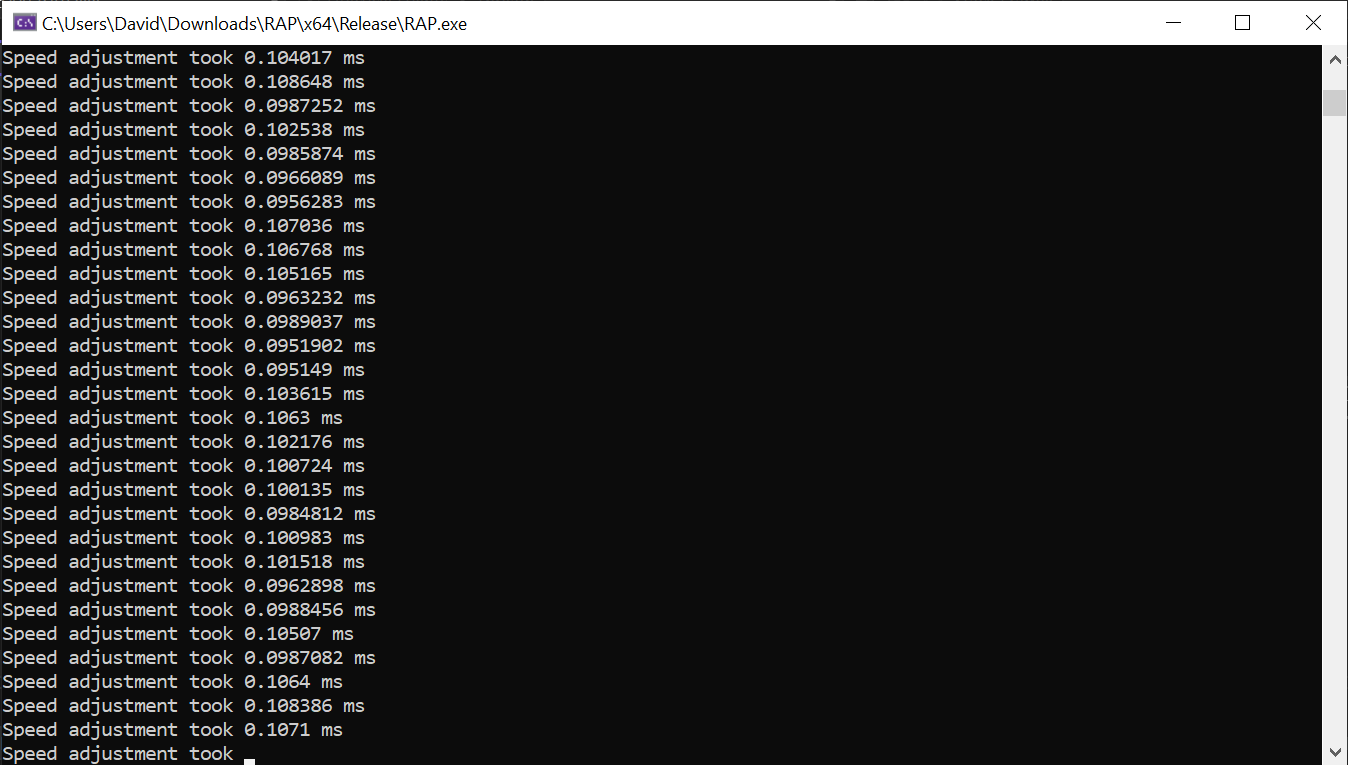 C:\Users\David\Downloads\RAP\x64\Release\RAP.exe
Speed adjustment took 0.104017 ms
Speed adjustment took 0.108648 ms
Speed adjustment took 0.0987252 ms
Speed adjustment took 0.102538 ms
Speed adjustment took 0.0985874 ms
Speed adjustment took 0.0966089 ms
Speed adjustment took 0.0956283 ms
Speed adjustment took 0.107036 ms
Speed adjustment took 0.106768 ms
Speed adjustment took 0.105165 ms
Speed adjustment took 0.0963232 ms
Speed adjustment took 0.0989037 ms
Speed adjustment took 0.0951902 ms
Speed adjustment took 0.095149 ms
Speed adjustment took 0.103615 ms
Speed adjustment took 0.1063 ms
Speed adjustment took 0.102176 ms
Speed adjustment took 0.100724 ms
Speed adjustment took 0.100135 ms
Speed adjustment took 0.0984812 ms
Speed adjustment took 0.100983 ms
Speed adjustment took 0.101518 ms
Speed adjustment took 0.0962898 ms
Speed adjustment took 0.0988456 ms
Speed adjustment took 0.10507 ms
Speed adjustment took 0.0987082 ms
Speed adjustment took 0.1064 ms
Speed adjustment took 0.108386 ms
Speed adjustment took 0.1071 ms
Speed adjustment took